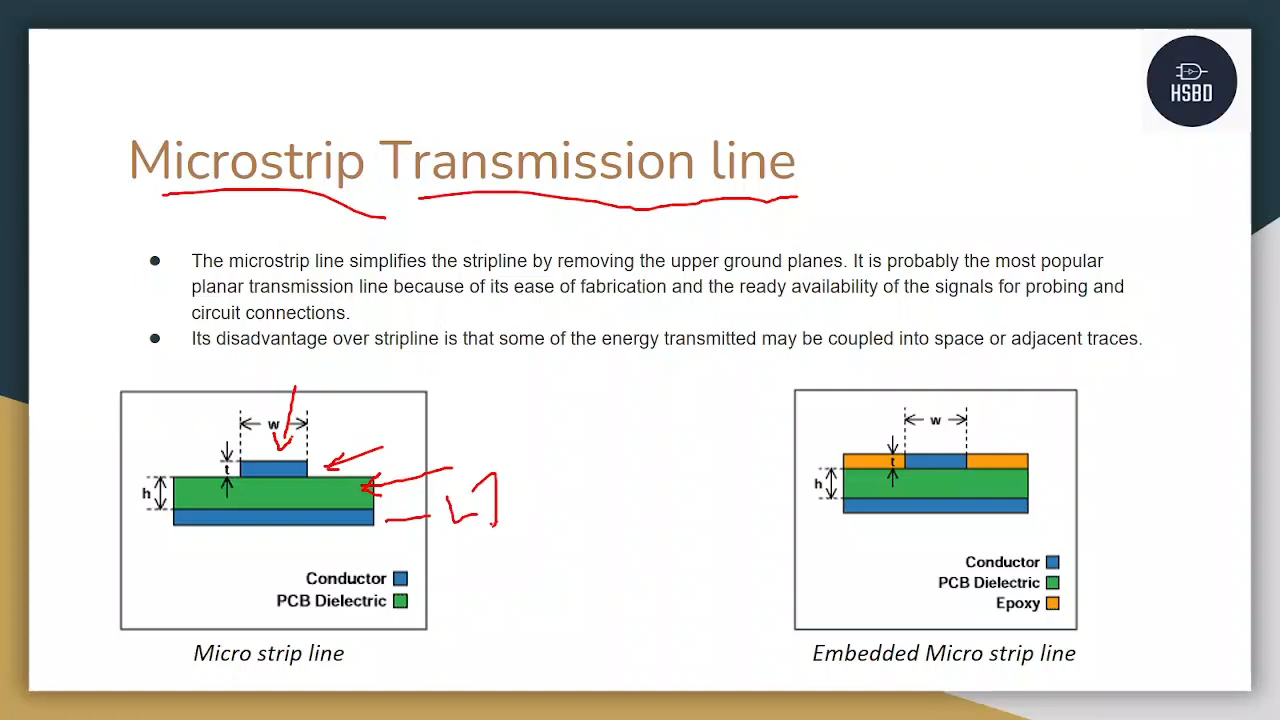 HSBD
Microstrip Transmission line
● The microstrip line simplifies the stripline by removing the upper ground planes. It is probably the most popular
planar transmission line because of its ease of fabrication and the ready availability of the signals for probing and
circuit connections.
● Its disadvantage over stripline is that some of the energy transmitted may be coupled into space or adjacent traces.
w
t
h
Conductor
PCB Dielectric
Micro strip line
w
t
h
Conductor
PCB Dielectric
Epoxy
Embedded Micro strip line